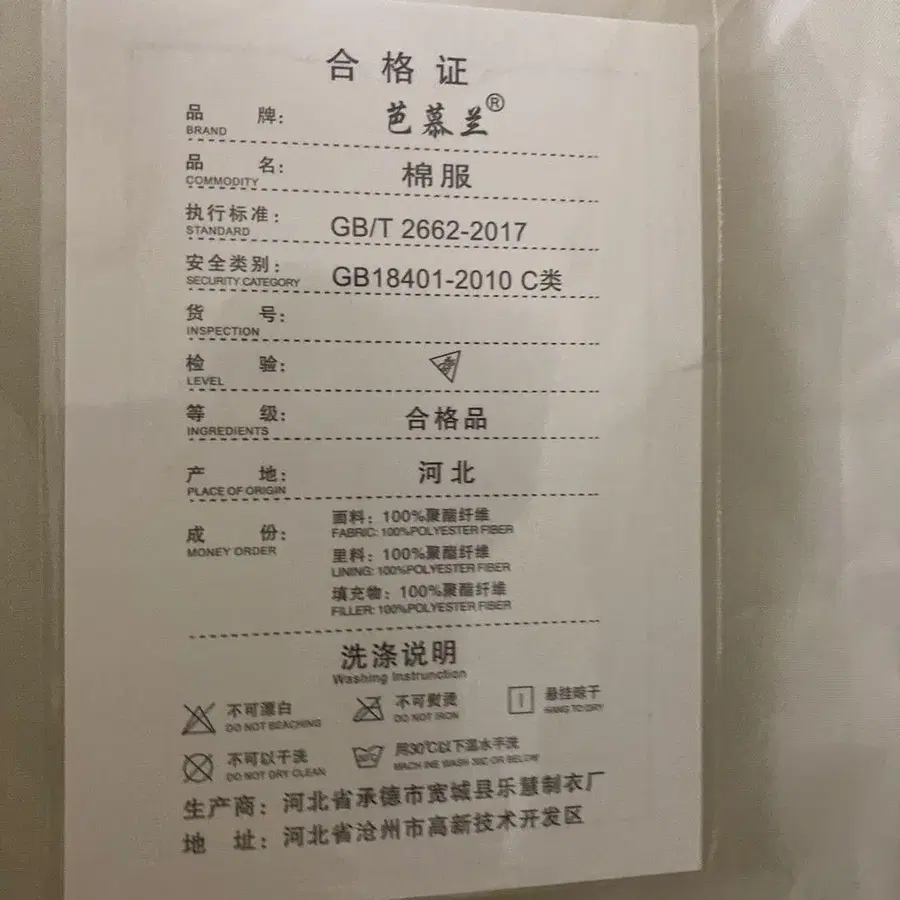 合格证
品 牌: 芭慕兰®
BRAND
品 名: 棉服
COMMODITY
执行标准: GB/T 2662-2017
STANDARD
安全类别: GB18401-2010 C类
SECURITY CATEGORY
货 号:
INSPECTION
检 验:
LEVEL
等 级: 合格品
INGREDIENTS
产 地: 河北
PLACE OF ORIGIN
成 份: 面料: 100%聚酯纤维
MONEY ORDER FABRIC: 100%POLYESTER FIBER
里料: 100%聚酯纤维
LINING: 100%POLYESTER FIBER
填充物: 100%聚酯纤维
FILLER: 100%POLYESTER FIBER
洗涤说明
Washing Instrunction
不可漂白 不可熨烫 悬挂晾干
DO NOT BEACHING DO NOT IRON HANG TO DRY
不可以干洗 用30℃以下温水手洗
DO NOT DRY CLEAN MACH INE WASH 30C OR BELOW
生产商: 河北省承德市宽城县乐慧制衣厂
地 址: 河北省沧州市高新技术开发区